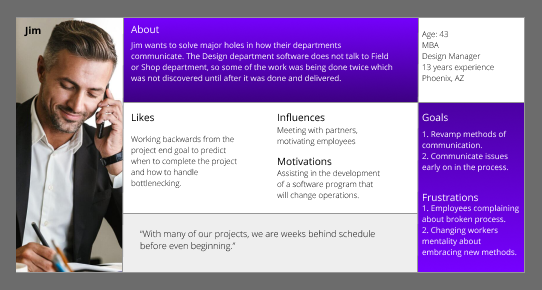 Jim
About
Jim wants to solve major holes in how their departments
communicate. The Design department software does not talk to Field
or Shop department, so some of the work was being done twice which
was not discovered until after it was done and delivered.
Age: 43
MBA
Design Manager
13 years experience
Phoenix, AZ
Likes
Working backwards from the
project end goal to predict
when to complete the project
and how to handle
bottlenecking.
Influences
Meeting with partners,
motivating employees
Motivations
Assisting in the development
of a software program that
will change operations.
Goals
1. Revamp methods of
communication.
2. Communicate issues
early on in the process.
Frustrations
1. Employees complaining
about broken process.
2. Changing workers
mentality about
embracing new methods.
“With many of our projects, we are weeks behind schedule
before even beginning.”